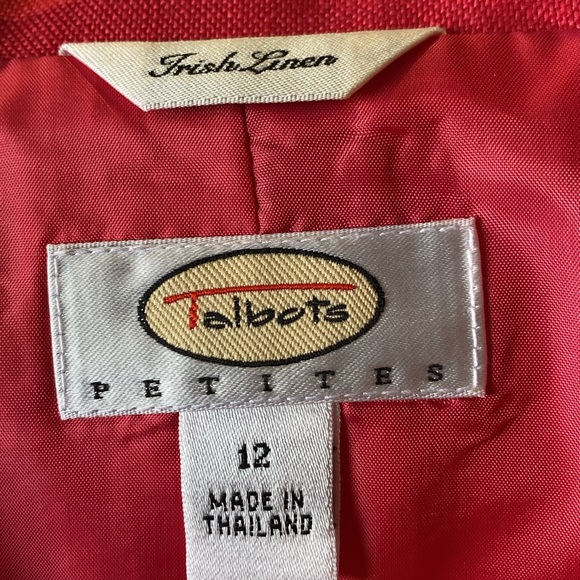 Irish Linen
Talbots
PETITES
12
MADE IN
THAILAND